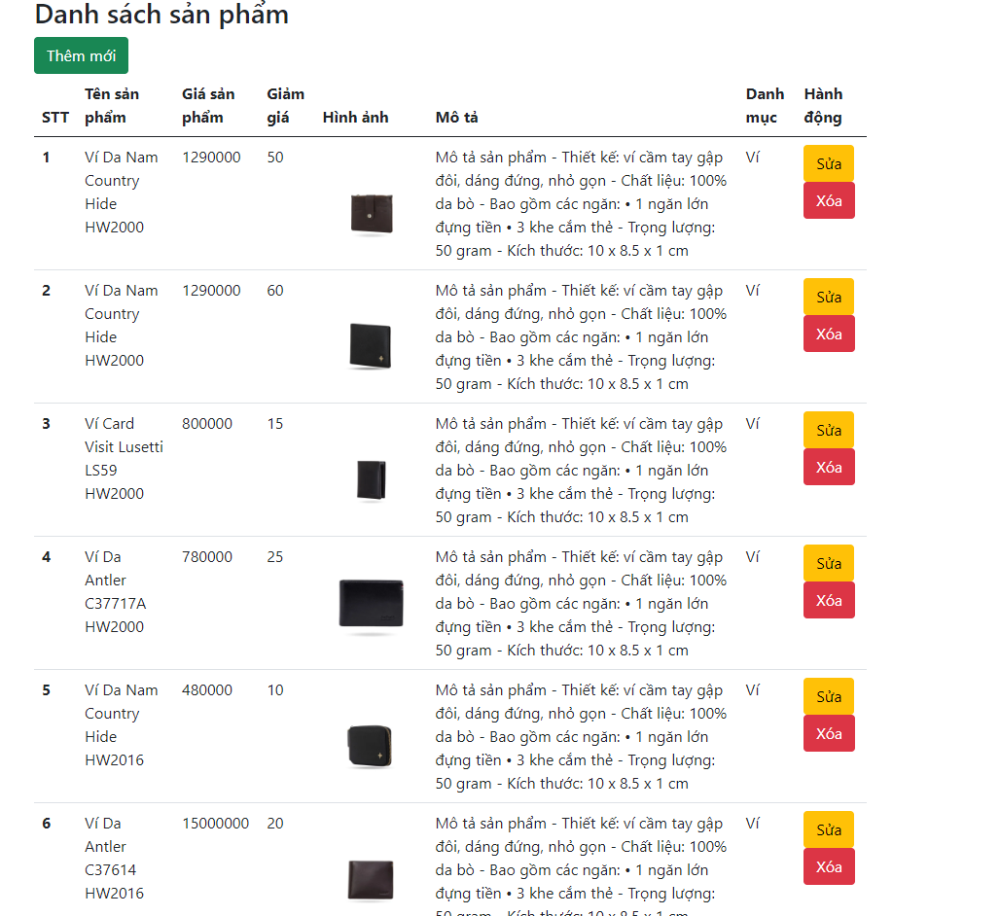 Danh sách sản phẩm
Thêm mới
STT Tên sản phẩm Giá sản phẩm Giảm giá Hình ảnh Mô tả Danh mục Hành động
1 Ví Da Nam 1290000 50 Mô tả sản phẩm - Thiết kế: ví cầm tay gập Ví Sửa
Country đôi, dáng đứng, nhỏ gọn - Chất liệu: 100%
Hide da bò - Bao gồm các ngăn: • 1 ngăn lớn Xóa
HW2000 đựng tiền • 3 khe cắm thẻ - Trọng lượng:
50 gram - Kích thước: 10 x 8.5 x 1 cm
2 Ví Da Nam 1290000 60 Mô tả sản phẩm - Thiết kế: ví cầm tay gập Ví Sửa
Country đôi, dáng đứng, nhỏ gọn - Chất liệu: 100%
Hide da bò - Bao gồm các ngăn: • 1 ngăn lớn Xóa
HW2000 đựng tiền • 3 khe cắm thẻ - Trọng lượng:
50 gram - Kích thước: 10 x 8.5 x 1 cm
3 Ví Card 800000 15 Mô tả sản phẩm - Thiết kế: ví cầm tay gập Ví Sửa
Visit Lusetti đôi, dáng đứng, nhỏ gọn - Chất liệu: 100%
LS59 da bò - Bao gồm các ngăn: • 1 ngăn lớn Xóa
HW2000 đựng tiền • 3 khe cắm thẻ - Trọng lượng:
50 gram - Kích thước: 10 x 8.5 x 1 cm
4 Ví Da 780000 25 Mô tả sản phẩm - Thiết kế: ví cầm tay gập Ví Sửa
Antler đôi, dáng đứng, nhỏ gọn - Chất liệu: 100%
C37717A da bò - Bao gồm các ngăn: • 1 ngăn lớn Xóa
HW2000 đựng tiền • 3 khe cắm thẻ - Trọng lượng:
50 gram - Kích thước: 10 x 8.5 x 1 cm
5 Ví Da Nam 480000 10 Mô tả sản phẩm - Thiết kế: ví cầm tay gập Ví Sửa
Country đôi, dáng đứng, nhỏ gọn - Chất liệu: 100%
Hide da bò - Bao gồm các ngăn: • 1 ngăn lớn Xóa
HW2016 đựng tiền • 3 khe cắm thẻ - Trọng lượng:
50 gram - Kích thước: 10 x 8.5 x 1 cm
6 Ví Da 15000000 20 Mô tả sản phẩm - Thiết kế: ví cầm tay gập Ví Sửa
Antler đôi, dáng đứng, nhỏ gọn - Chất liệu: 100%
C37614 da bò - Bao gồm các ngăn: • 1 ngăn lớn Xóa
HW2016 đựng tiền • 3 khe cắm thẻ - Trọng lượng:
50 gram - Kích thước: 10 x 8.5 x 1 cm